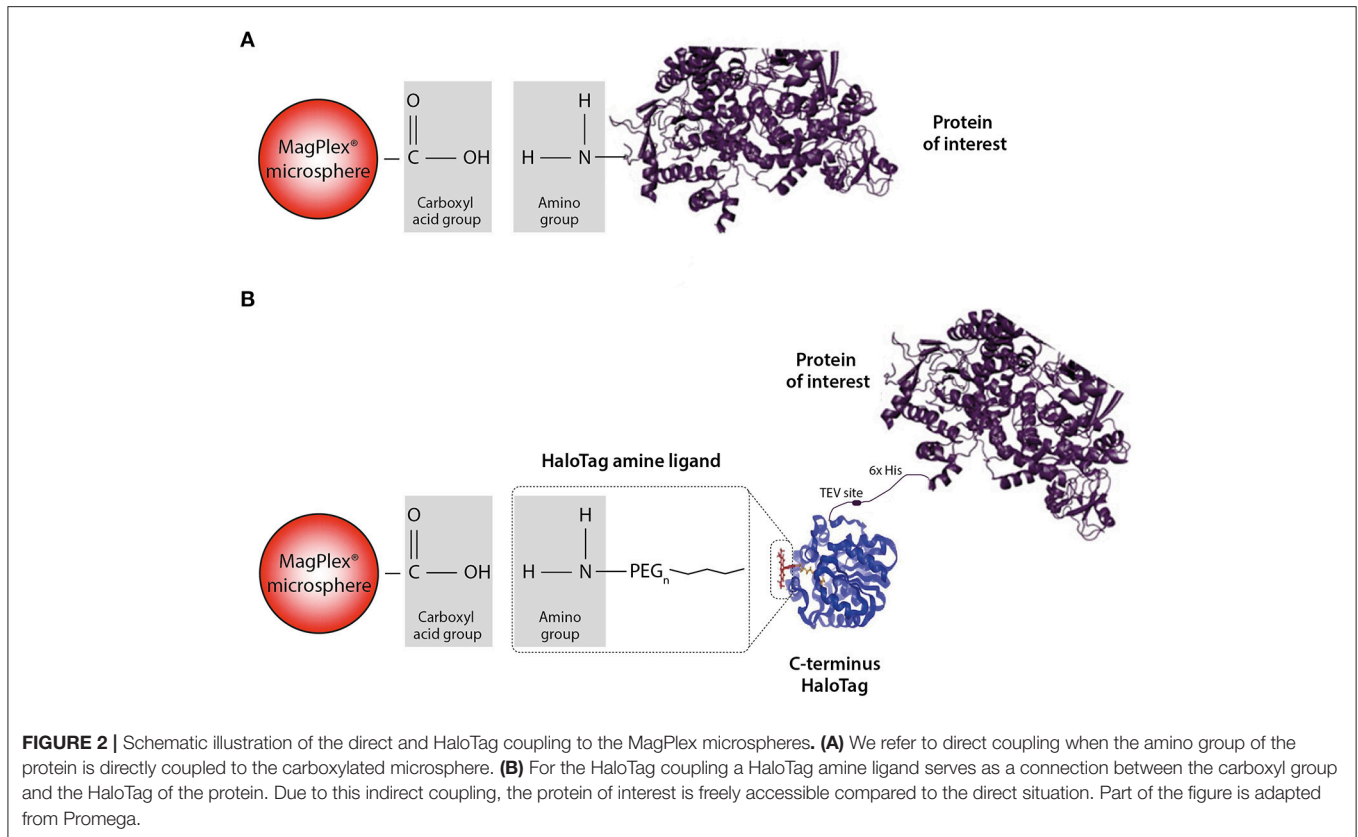 A
MagPlex®
microsphere
O
C
OH
Carboxyl
acid group
H
H
N
Amino
group
Protein
of interest
B
Protein
of interest
HaloTag amine ligand
6x His
TEV site
MagPlex®
microsphere
O
C
OH
Carboxyl
acid group
H
H
N
PEGn
Amino
group
C-terminus
HaloTag
FIGURE 2 | Schematic illustration of the direct and HaloTag coupling to the MagPlex microspheres. (A) We refer to direct coupling when the amino group of the
protein is directly coupled to the carboxylated microsphere. (B) For the HaloTag coupling a HaloTag amine ligand serves as a connection between the carboxyl group
and the HaloTag of the protein. Due to this indirect coupling, the protein of interest is freely accessible compared to the direct situation. Part of the figure is adapted
from Promega.